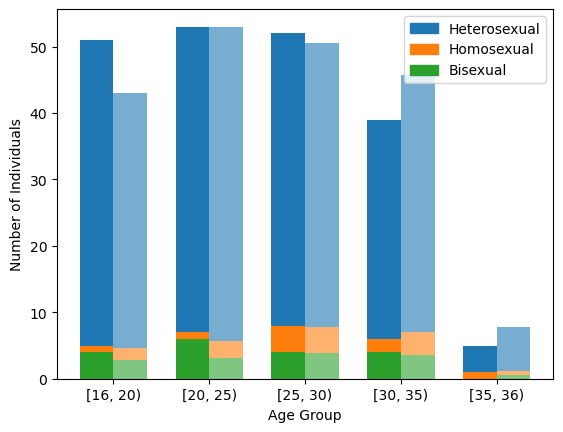 Heterosexual
Homosexual
Bisexual
50
40
30
20
10
0
Number of Individuals
[16, 20)
[20, 25)
[25, 30)
[30, 35)
[35, 36)
Age Group